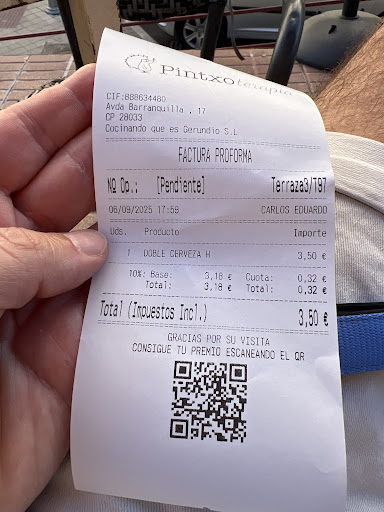 Pintxoterapia
CIF:B88634480
Avda Barranquilla , 17
CP 28033
Cocinando que es Gerundio S.L
FACTURA PROFORMA
NQ Op.: [Pendiente] Terraza3/T97
06/09/2025 17:59 CARLOS EDUARDO
Uds. Producto Importe
1 DOBLE CERVEZA H 3,50 €
10%: Base: 3,18 € Cuota: 0,32 €
Total: 3,18 € Total: 0,32 €
Total (Impuestos Incl.) 3,50 €
GRACIAS POR SU VISITA
CONSIGUE TU PREMIO ESCANEANDO EL QR